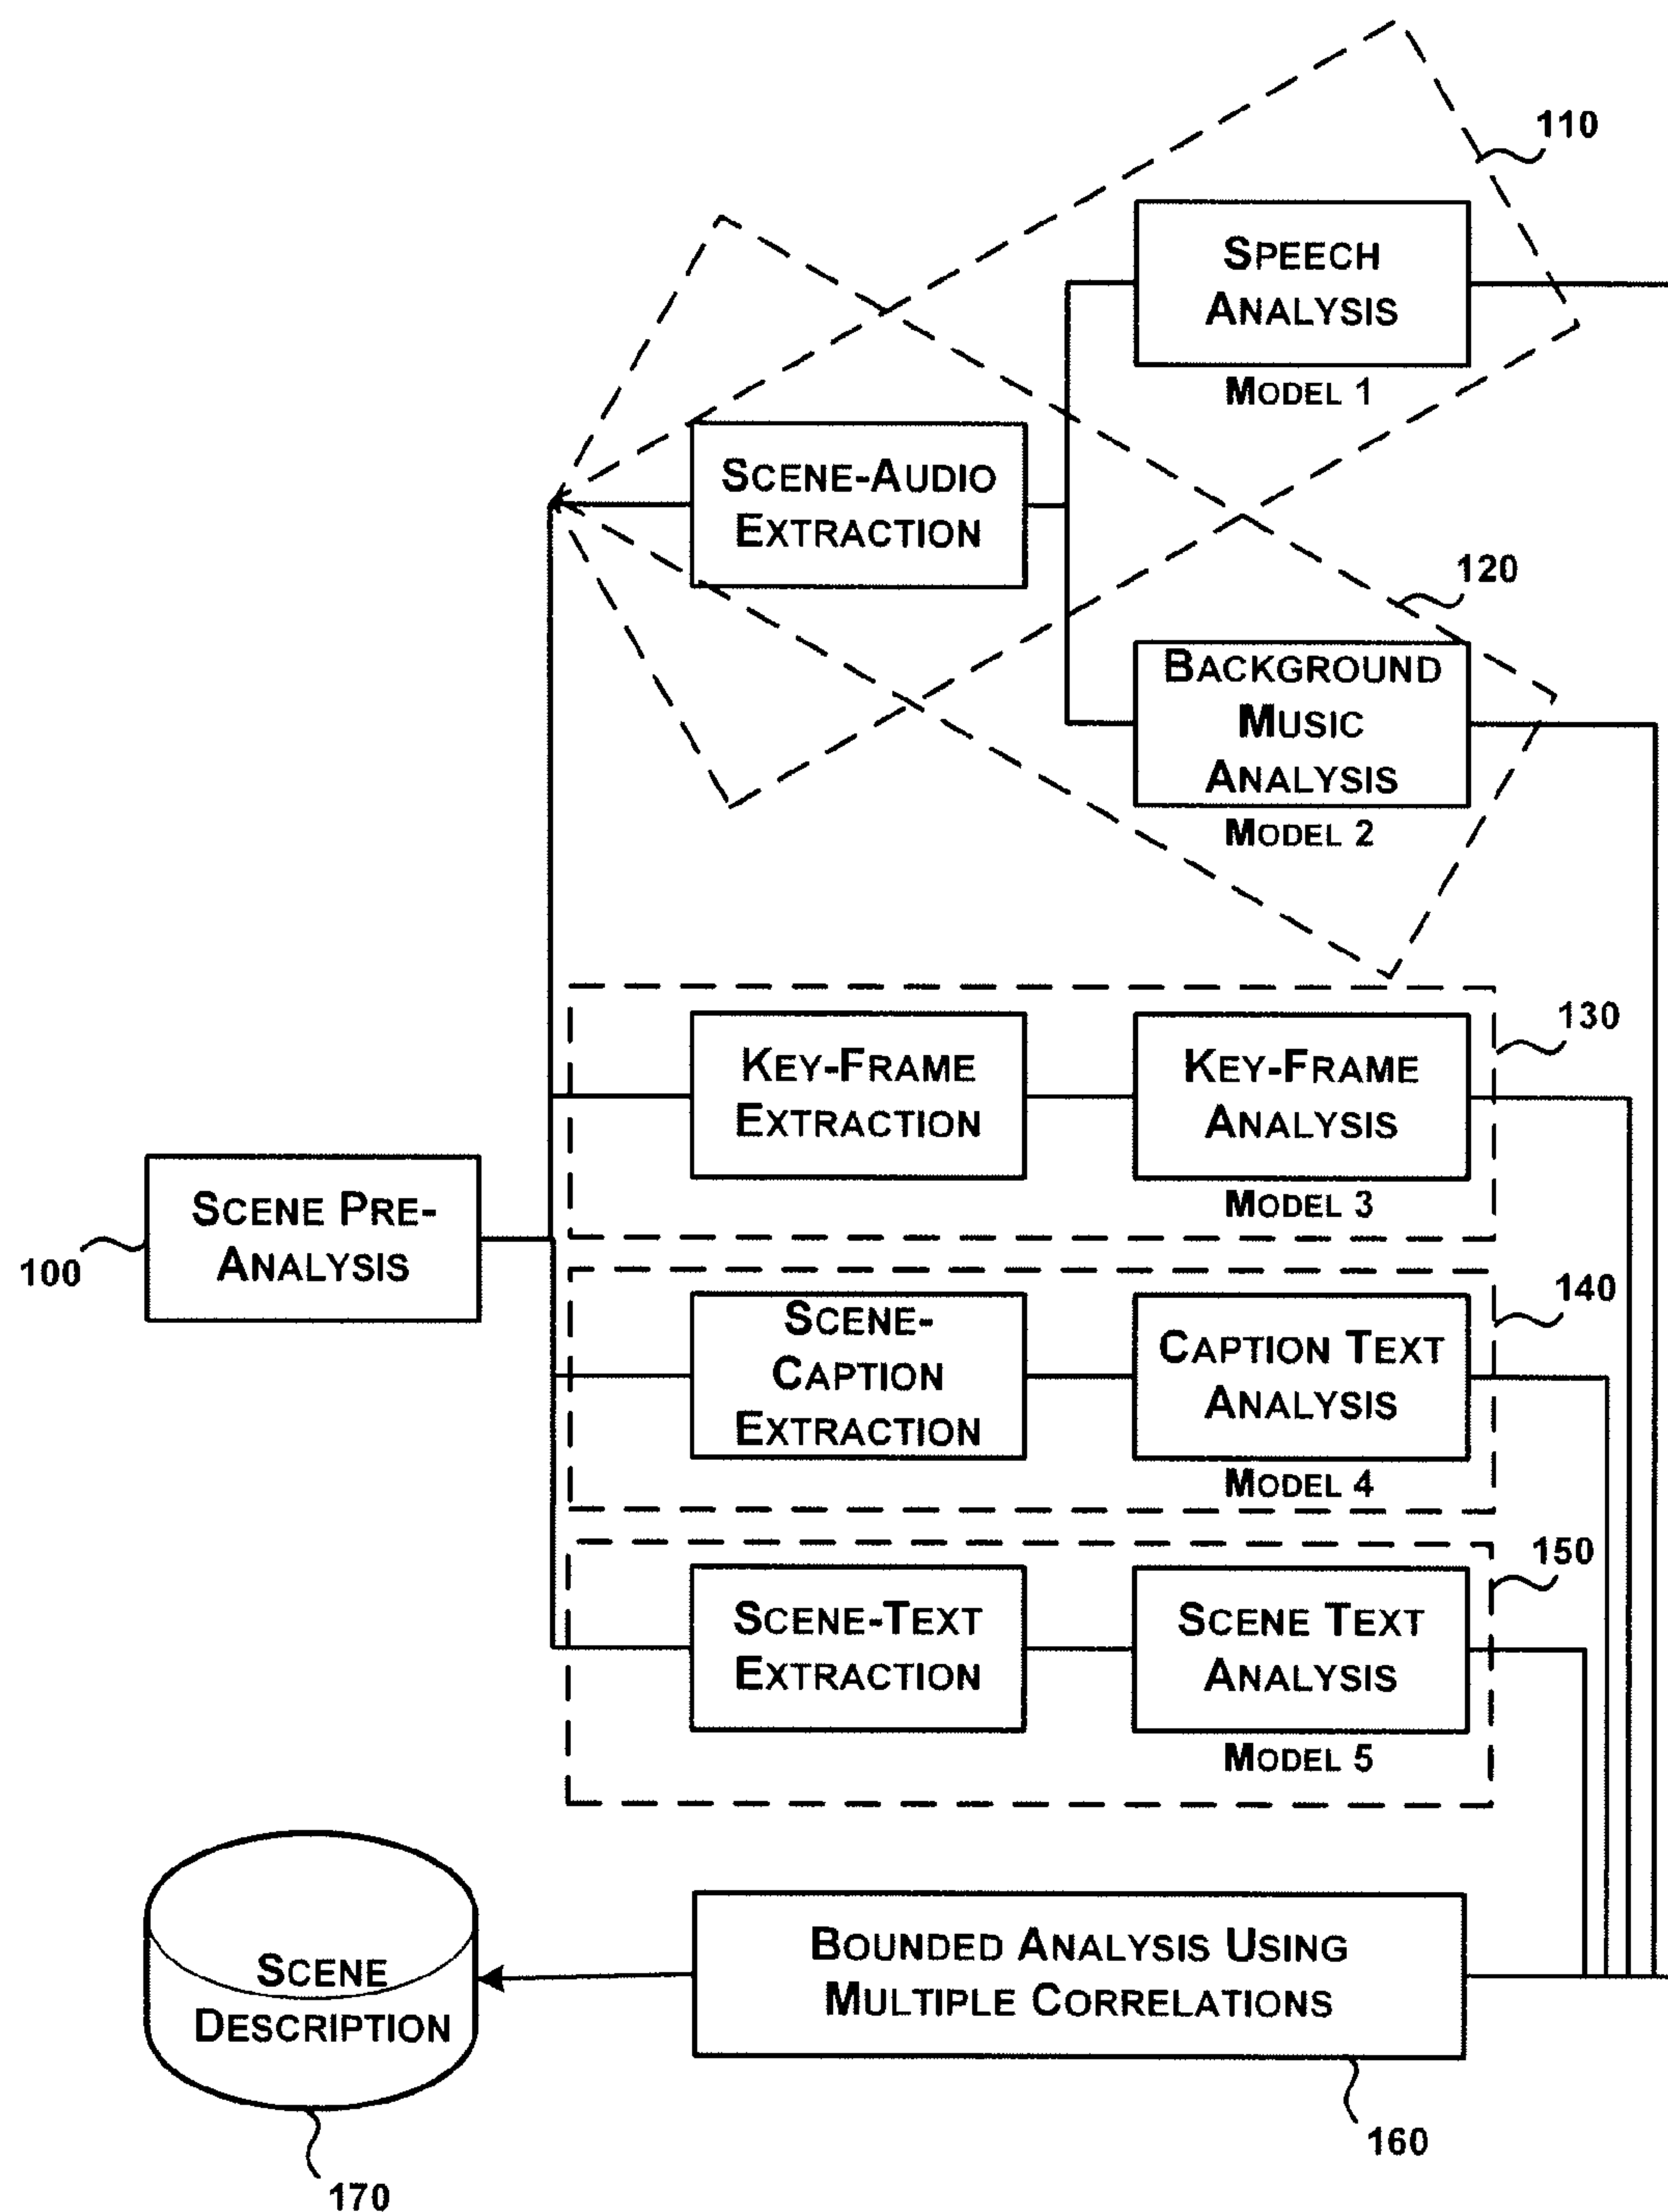 110
SPEECH
ANALYSIS
MODEL 1
SCENE-AUDIO
EXTRACTION
120
BACKGROUND
MUSIC
ANALYSIS
MODEL 2
130
KEY-FRAME
EXTRACTION
KEY-FRAME
ANALYSIS
MODEL 3
SCENE PRE-
ANALYSIS
100
140
SCENE-
CAPTION
EXTRACTION
CAPTION TEXT
ANALYSIS
MODEL 4
150
SCENE-TEXT
EXTRACTION
SCENE TEXT
ANALYSIS
MODEL 5
SCENE
DESCRIPTION
170
BOUNDED ANALYSIS USING
MULTIPLE CORRELATIONS
160